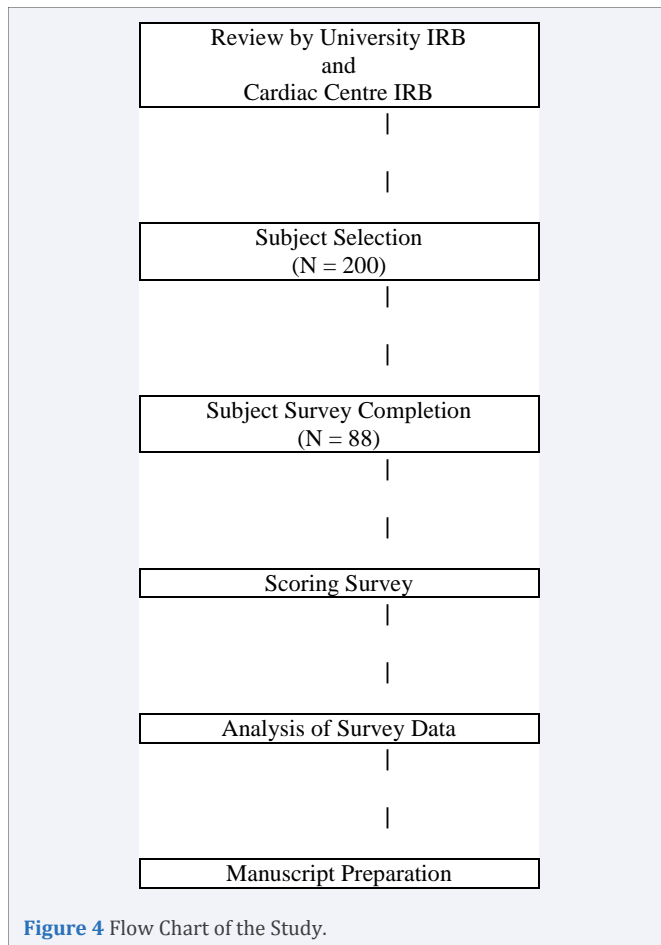 Review by University IRB
and
Cardiac Centre IRB
Subject Selection
(N = 200)
Subject Survey Completion
(N = 88)
Scoring Survey
Analysis of Survey Data
Manuscript Preparation
Figure 4 Flow Chart of the Study.